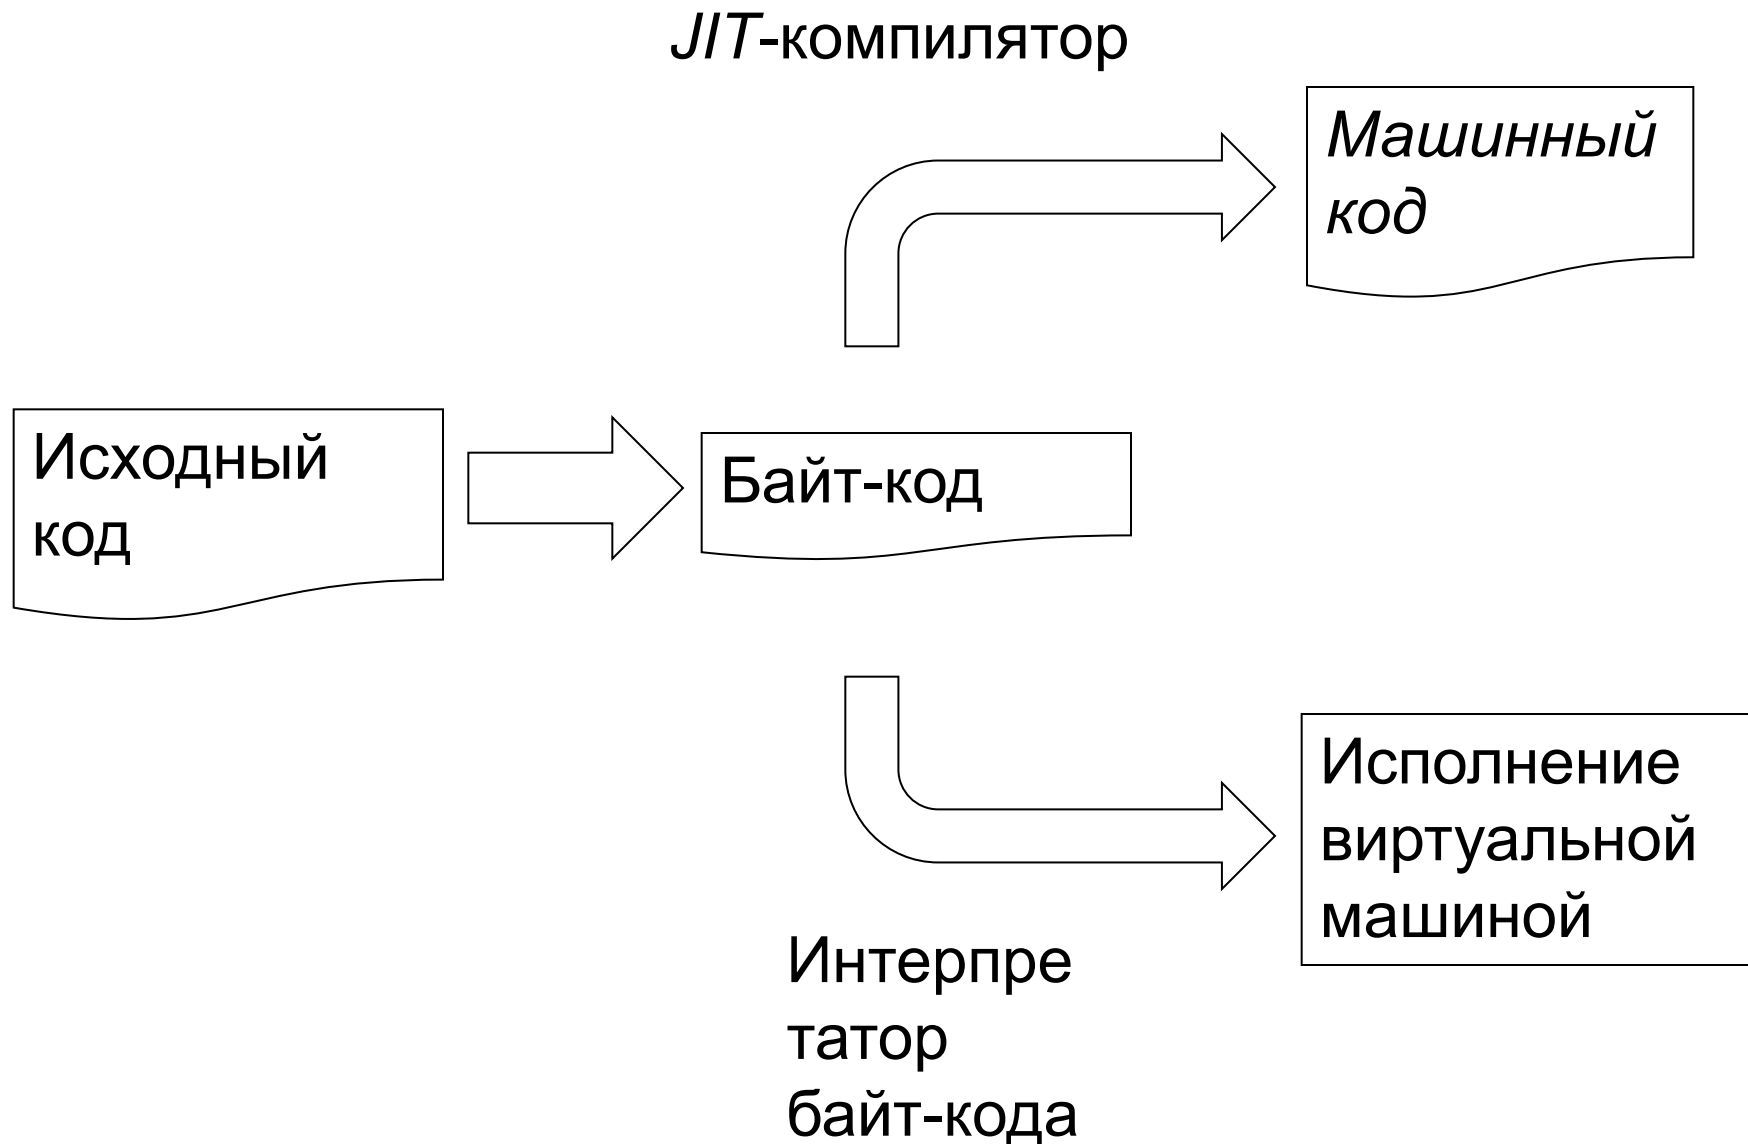 JIT-компилятор
Машинный
код
Исходный
код
Байт-код
Исполнение
виртуальной
машиной
Интерпре
татор
байт-кода